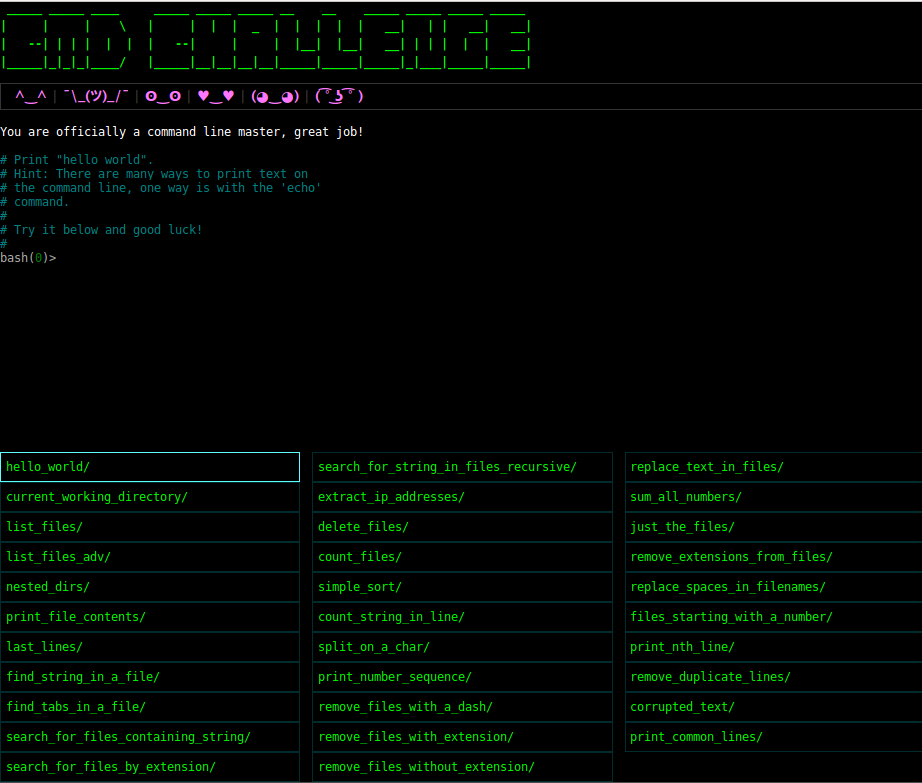 CMD CHALLENGE
^‿^ | ¯\_(ツ)_/¯ | ʘ‿ʘ | ♥‿♥ | (◕‿◕) | ( ͡° ͜ʖ ͡° )
You are officially a command line master, great job!
# Print "hello world".
# Hint: There are many ways to print text on
# the command line, one way is with the 'echo'
# command.
#
# Try it below and good luck!
#
bash(0)>
hello_world/
current_working_directory/
list_files/
list_files_adv/
nested_dirs/
print_file_contents/
last_lines/
find_string_in_a_file/
find_tabs_in_a_file/
search_for_files_containing_string/
search_for_files_by_extension/
search_for_string_in_files_recursive/
extract_ip_addresses/
delete_files/
count_files/
simple_sort/
count_string_in_line/
split_on_a_char/
print_number_sequence/
remove_files_with_a_dash/
remove_files_with_extension/
remove_files_without_extension/
replace_text_in_files/
sum_all_numbers/
just_the_files/
remove_extensions_from_files/
replace_spaces_in_filenames/
files_starting_with_a_number/
print_nth_line/
remove_duplicate_lines/
corrupted_text/
print_common_lines/